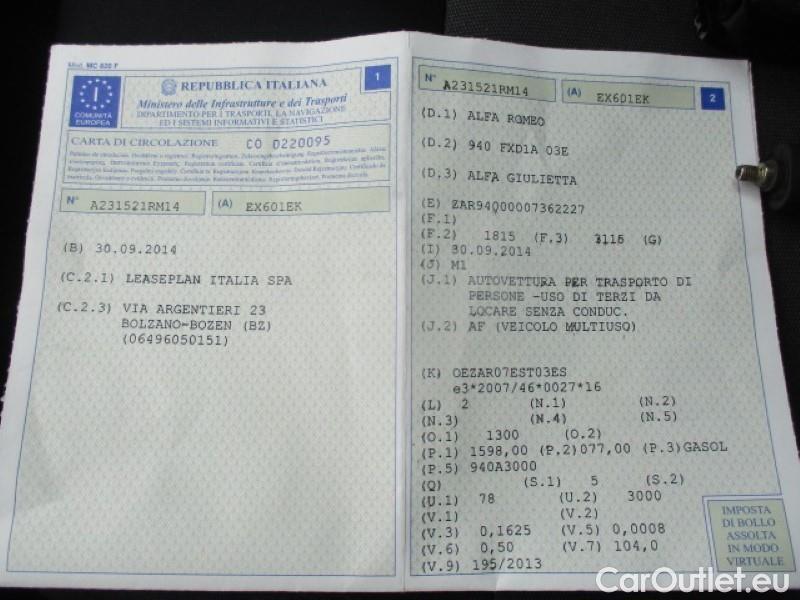 Mod. MC 820 F
1
I
COMUNITÀ
EUROPEA
REPUBBLICA ITALIANA
Ministero delle Infrastrutture e dei Trasporti
DIPARTIMENTO PER I TRASPORTI, LA NAVIGAZIONE
ED I SISTEMI INFORMATIVI E STATISTICI
CARTA DI CIRCOLAZIONE CO 0220095
N° A231521RM14 (A) EX601EK
(B) 30.09.2014
(C.2.1) LEASEPLAN ITALIA SPA
(C.2.3) VIA ARGENTIERI 23
BOLZANO-BOZEN (BZ)
(06496050151)
N° A231521RM14 (A) EX601EK 2
(D.1) ALFA ROMEO
(D.2) 940 FXD1A 03E
(D.3) ALFA GIULIETTA
(E) ZAR94000007362227
(F.1)
(F.2) 1815 (F.3) 3115 (G)
(I) 30.09.2014
(J) M1
(J.1) AUTOVETTURA PER TRASPORTO DI
PERSONE -USO DI TERZI DA
LOCARE SENZA CONDUC.
(J.2) AF (VEICOLO MULTIUSO)
(K) OEZAR07EST03ES
e3*2007/46*0027*16
(L) 2 (N.1) (N.2)
(N.3) (N.4) (N.5)
(O.1) 1300 (O.2)
(P.1) 1598,00 (P.2)077,00 (P.3)GASOL
(P.5) 940A3000
(Q) (S.1) 5 (S.2)
(U.1) 78 (U.2) 3000
(V.1) (V.2)
(V.3) 0,1625 (V.5) 0,0008
(V.6) 0,50 (V.7) 104,0
(V.9) 195/2013
IMPOSTA
DI BOLLO
ASSOLTA
IN MODO
VIRTUALE
CarOutlet.eu